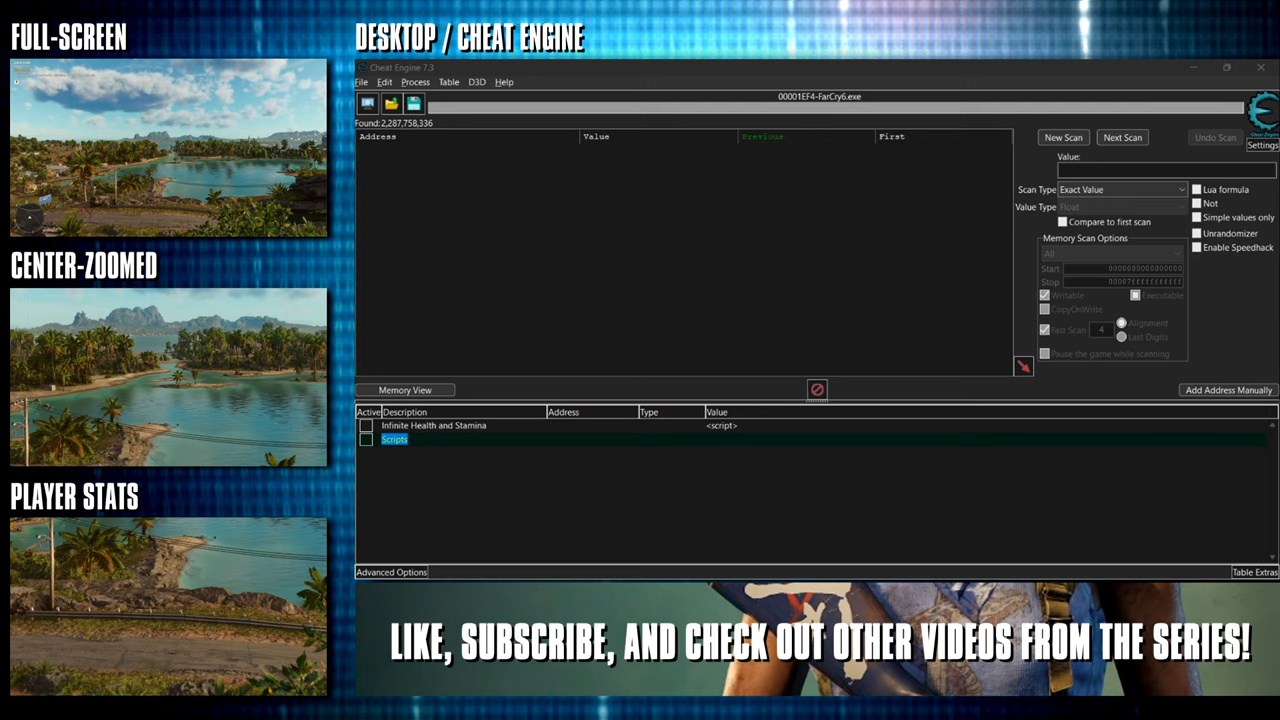 FULL-SCREEN
DESKTOP / CHEAT ENGINE
Cheat Engine 7.3
File Edit Process Table D3D Help
00001EF4-FarCry6.exe
Found:2,287,758,336
Address Value Previous First
New Scan Next Scan Undo Scan
Settings
Value:
Scan Type Exact Value
Lua formula
Value Type Float
Not
Compare to first scan
Simple values only
Memory Scan Options
Unrandomizer
All
Enable Speedhack
Start 0000000000000000
Stop 00007fffffffffff
Writable Executable
CopyOnWrite
Fast Scan 4 Alignment
Last Digits
Pause the game while scanning
Memory View
Add Address Manually
Active Description Address Type Value
Infinite Health and Stamina <script>
Scripts
Advanced Options
Table Extras
CENTER-ZOOMED
PLAYER STATS
LIKE, SUBSCRIBE, AND CHECK OUT OTHER VIDEOS FROM THE SERIES!